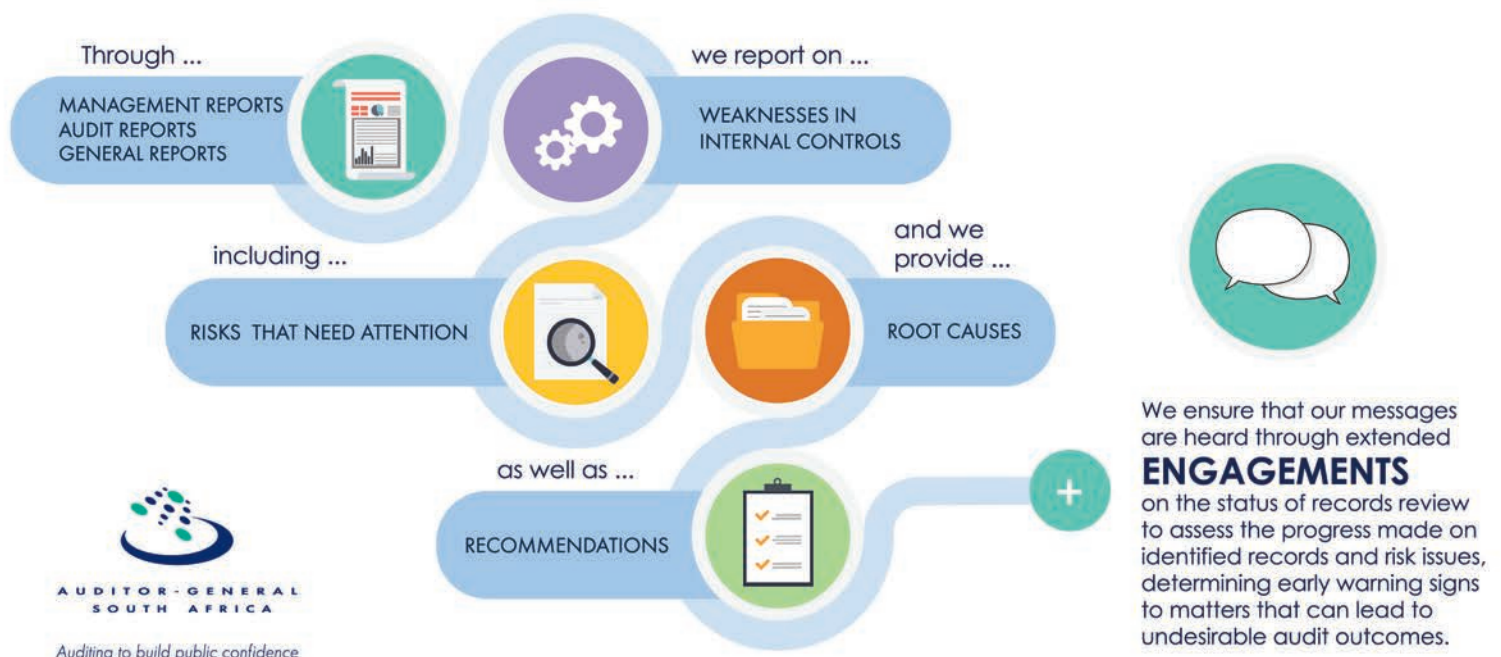 Through ...
MANAGEMENT REPORTS
AUDIT REPORTS
GENERAL REPORTS
we report on ...
WEAKNESSES IN
INTERNAL CONTROLS
including ...
RISKS THAT NEED ATTENTION
and we
provide ...
ROOT CAUSES
as well as ...
RECOMMENDATIONS
+
We ensure that our messages
are heard through extended
ENGAGEMENTS
on the status of records review
to assess the progress made on
identified records and risk issues,
determining early warning signs
to matters that can lead to
undesirable audit outcomes.
AUDITOR-GENERAL
SOUTH AFRICA
Auditing to build public confidence